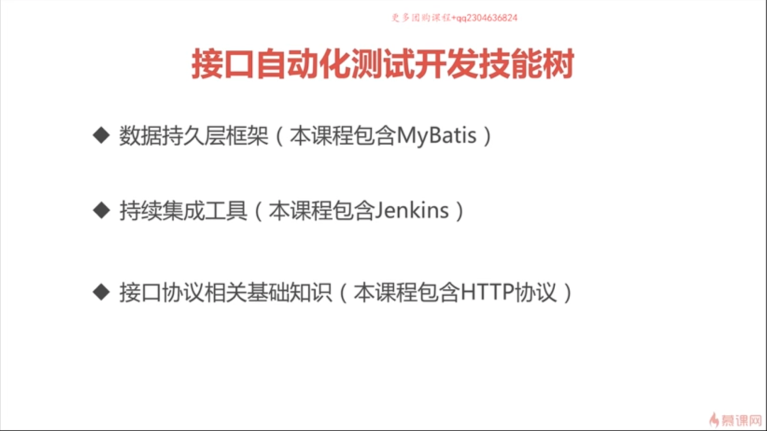 更多团购课程+qq2304636824
接口自动化测试开发技能树
◆ 数据持久层框架（本课程包含MyBatis）
◆ 持续集成工具（本课程包含Jenkins）
◆ 接口协议相关基础知识（本课程包含HTTP协议）
慕课网